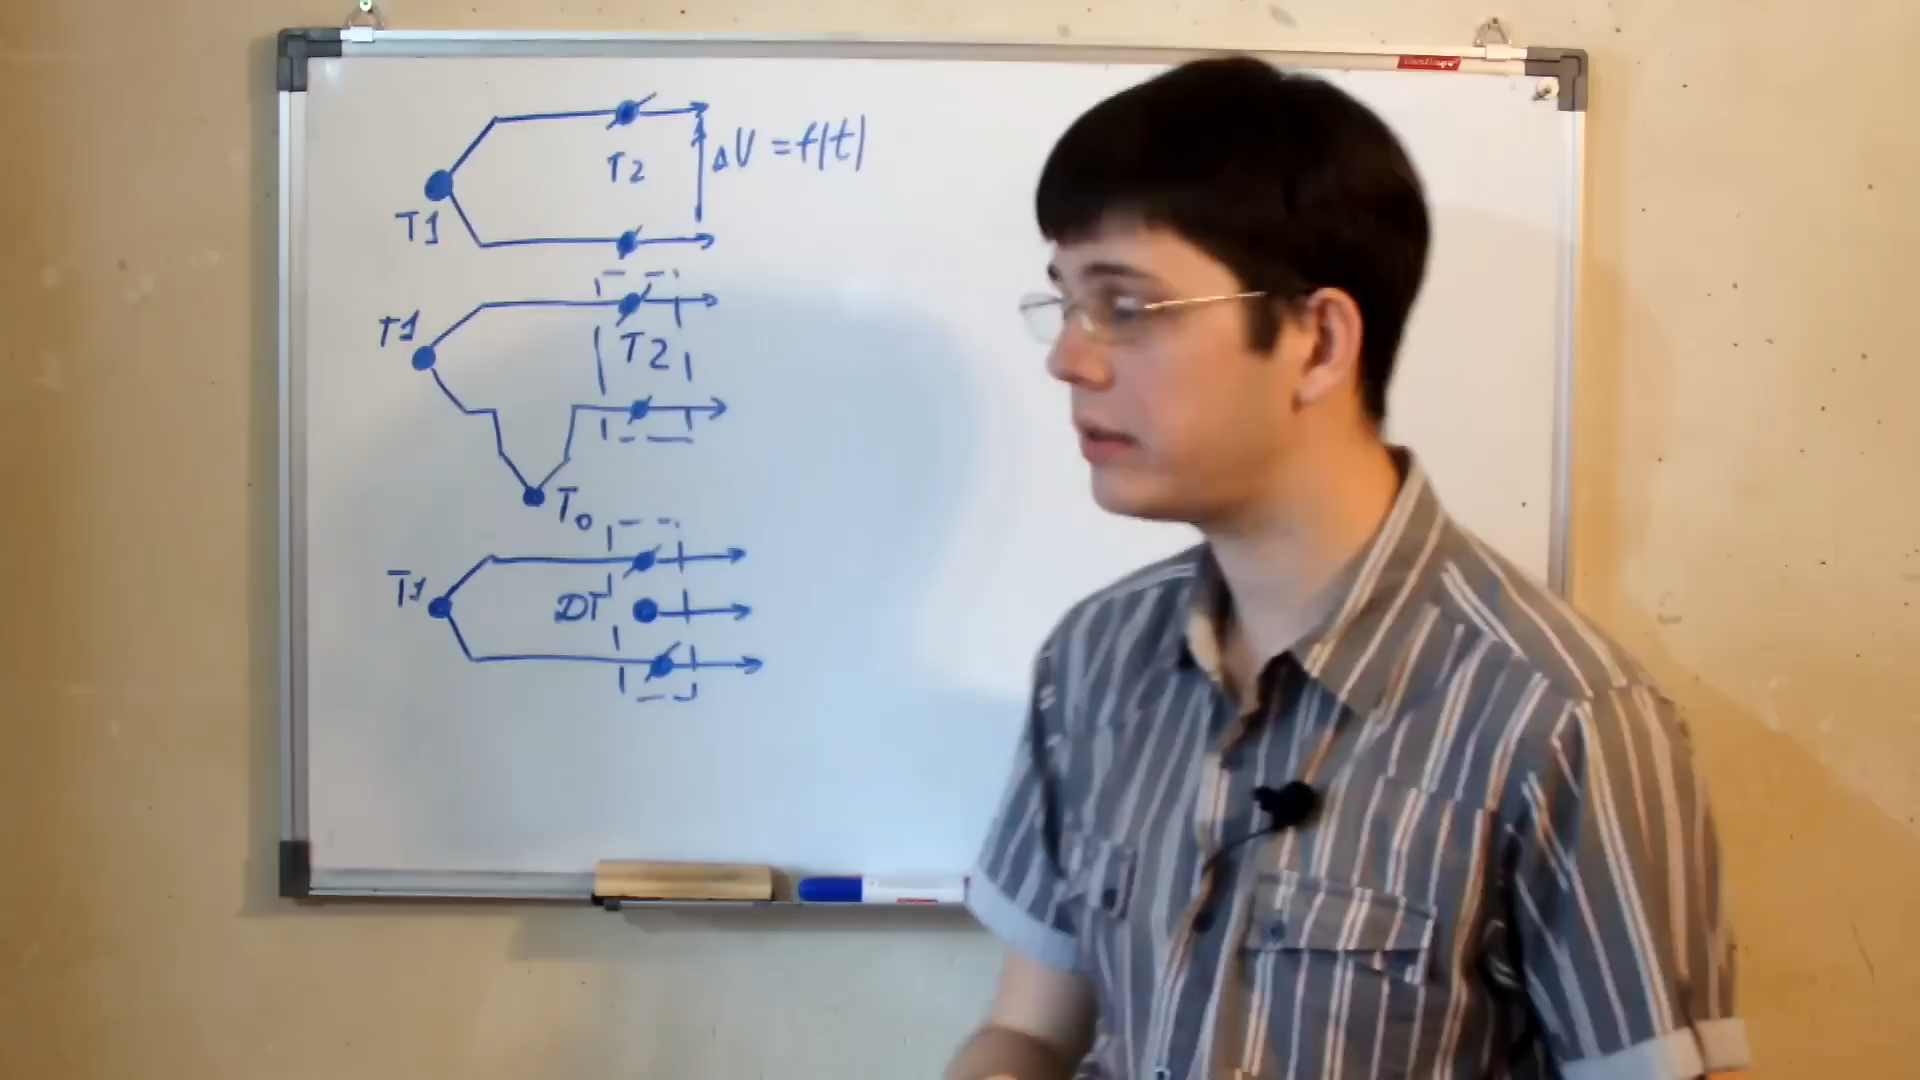 T2
ΔV = f(t)
T1
T1
T2
T0
T1
DT